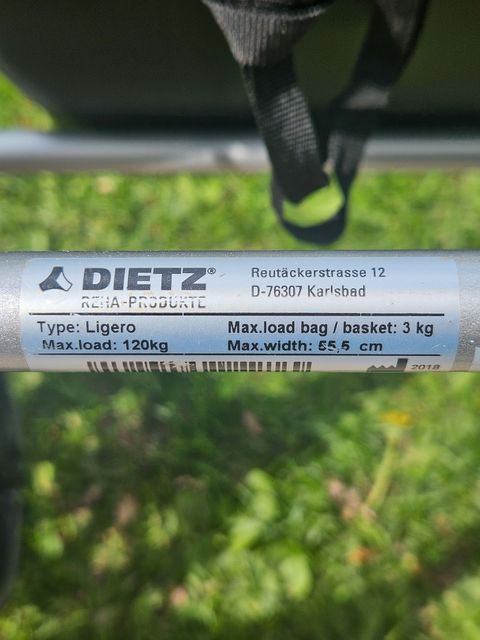 DIETZ®
REHA-PRODUKTE
Reutäckerstrasse 12
D-76307 Karlsbad
Type: Ligero
Max.load bag / basket: 3 kg
Max.load: 120kg
Max.width: 55,5 cm
2018